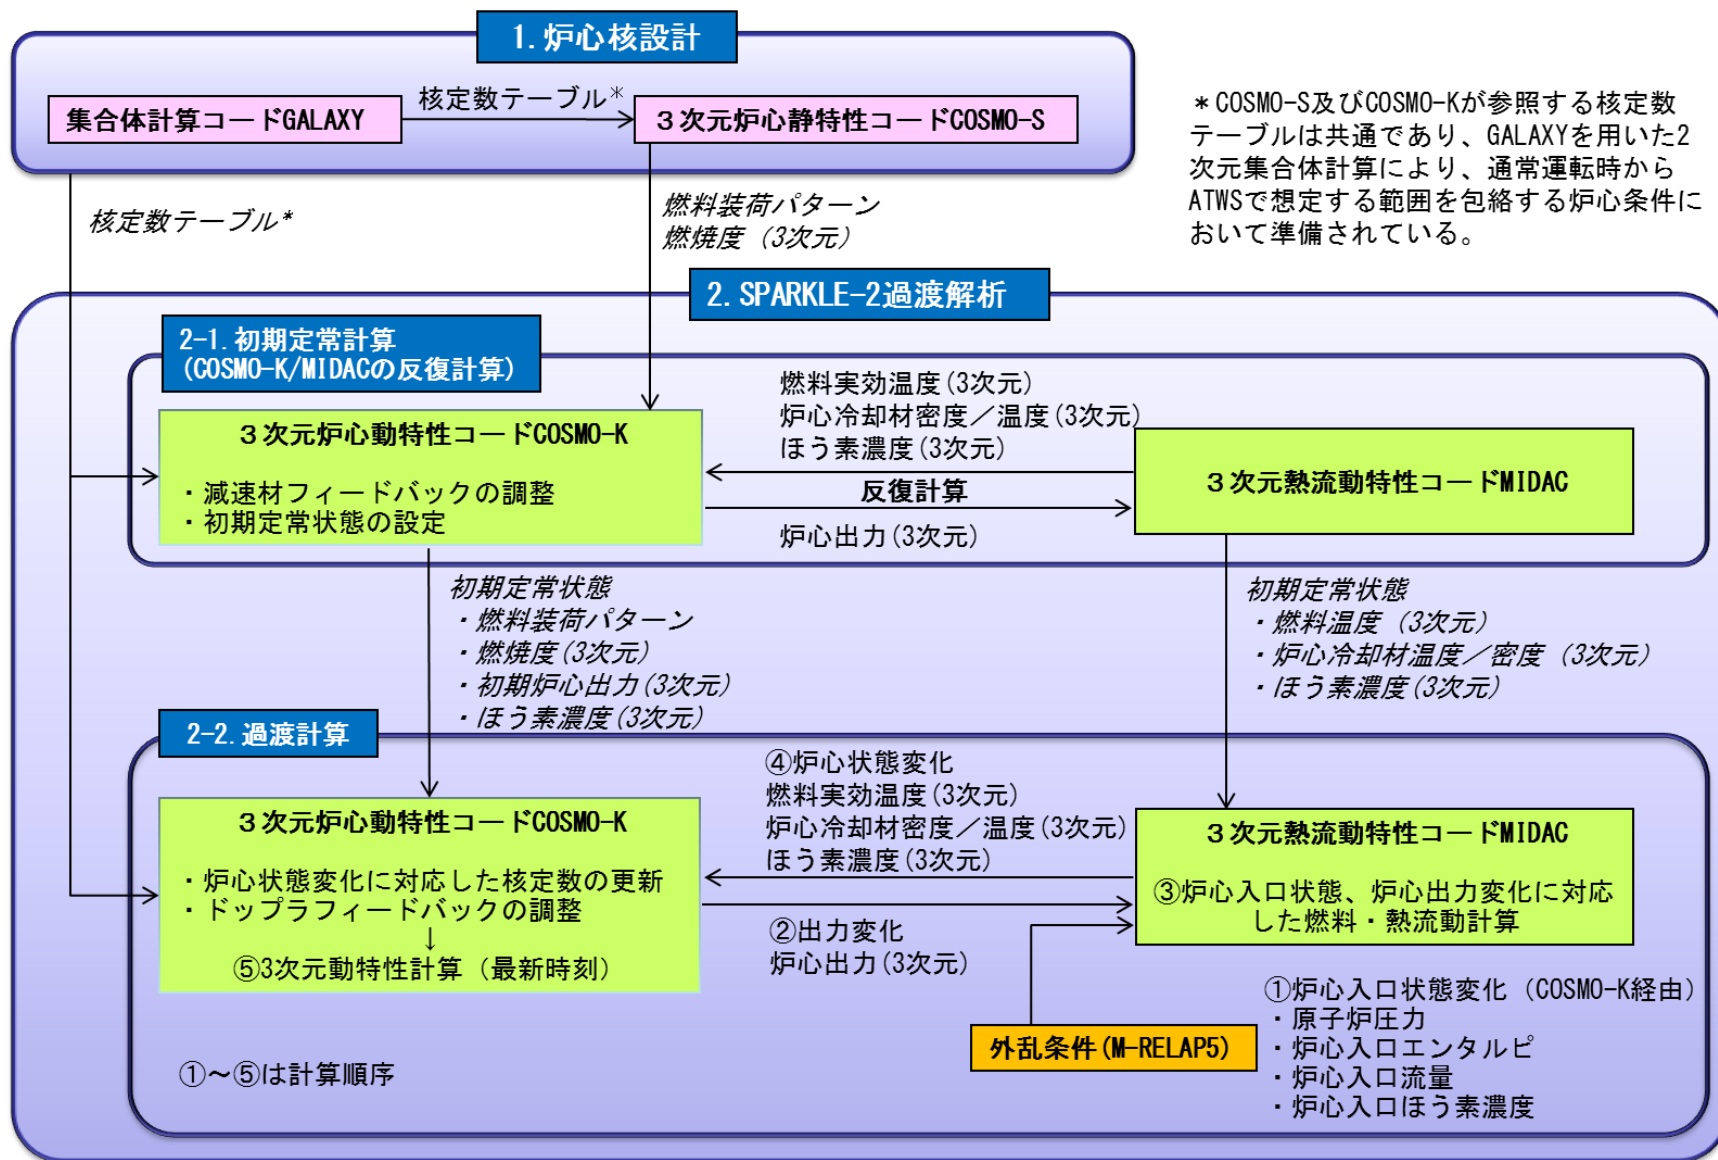 1.炉心核設計
集合体計算コードGALAXY
核定数テーブル*
3次元炉心静特性コードCOSMO-S
*COSMO-S及びCOSMO-Kが参照する核定数
テーブルは共通であり、GALAXYを用いた2
次元集合体計算により、通常運転時から
ATWSで想定する範囲を包絡する炉心条件に
おいて準備されている。
核定数テーブル*
燃料装荷パターン
燃焼度(3次元)
2.SPARKLE-2過渡解析
2-1.初期定常計算
(COSMO-K/MIDACの反復計算)
3次元炉心動特性コードCOSMO-K
・減速材フィードバックの調整
・初期定常状態の設定
燃料実効温度(3次元)
炉心冷却材密度/温度(3次元)
ほう素濃度(3次元)
反復計算
炉心出力(3次元)
3次元熱流動特性コードMIDAC
初期定常状態
・燃料装荷パターン
・燃焼度(3次元)
・初期炉心出力(3次元)
・ほう素濃度(3次元)
初期定常状態
・燃料温度(3次元)
・炉心冷却材温度/密度(3次元)
・ほう素濃度(3次元)
2-2.過渡計算
3次元炉心動特性コードCOSMO-K
・炉心状態変化に対応した核定数の更新
・ドップラフィードバックの調整
↓
⑤3次元動特性計算(最新時刻)
④炉心状態変化
燃料実効温度(3次元)
炉心冷却材密度/温度(3次元)
ほう素濃度(3次元)
②出力変化
炉心出力(3次元)
3次元熱流動特性コードMIDAC
③炉心入口状態、炉心出力変化に対応
した燃料・熱流動計算
外乱条件(M-RELAP5)
①炉心入口状態変化(COSMO-K経由)
・原子炉圧力
・炉心入口エンタルピ
・炉心入口流量
・炉心入口ほう素濃度
①~⑤は計算順序